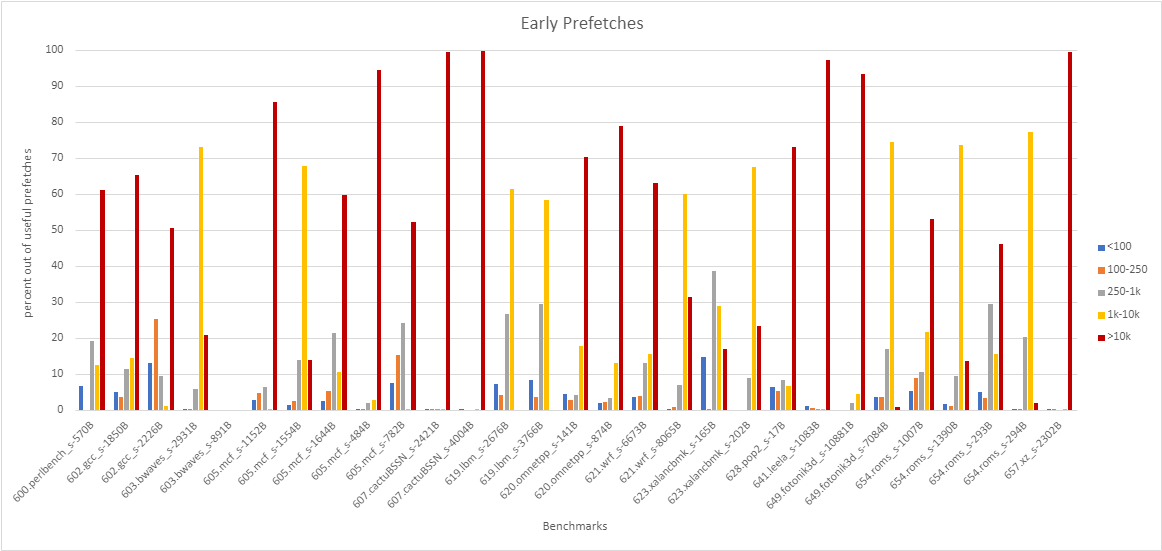 Early Prefetches
percent out of useful prefetches
100
90
80
70
60
50
40
30
20
10
0
600.perlbench_s-570B
602.gcc_s-1850B
602.gcc_s-2226B
603.bwaves_s-2931B
603.bwaves_s-891B
605.mcf_s-1152B
605.mcf_s-1554B
605.mcf_s-1644B
605.mcf_s-484B
605.mcf_s-782B
607.cactuBSSN_s-2421B
607.cactuBSSN_s-4004B
619.lbm_s-2676B
619.lbm_s-3766B
620.omnetpp_s-141B
620.omnetpp_s-874B
621.wrf_s-6673B
621.wrf_s-8065B
623.xalancbmk_s-165B
623.xalancbmk_s-202B
628.pop2_s-17B
641.leela_s-1083B
649.fotonik3d_s-10881B
649.fotonik3d_s-7084B
654.roms_s-1007B
654.roms_s-1390B
654.roms_s-293B
654.roms_s-294B
657.xz_s-2302B
Benchmarks
<100
100-250
250-1k
1k-10k
>10k